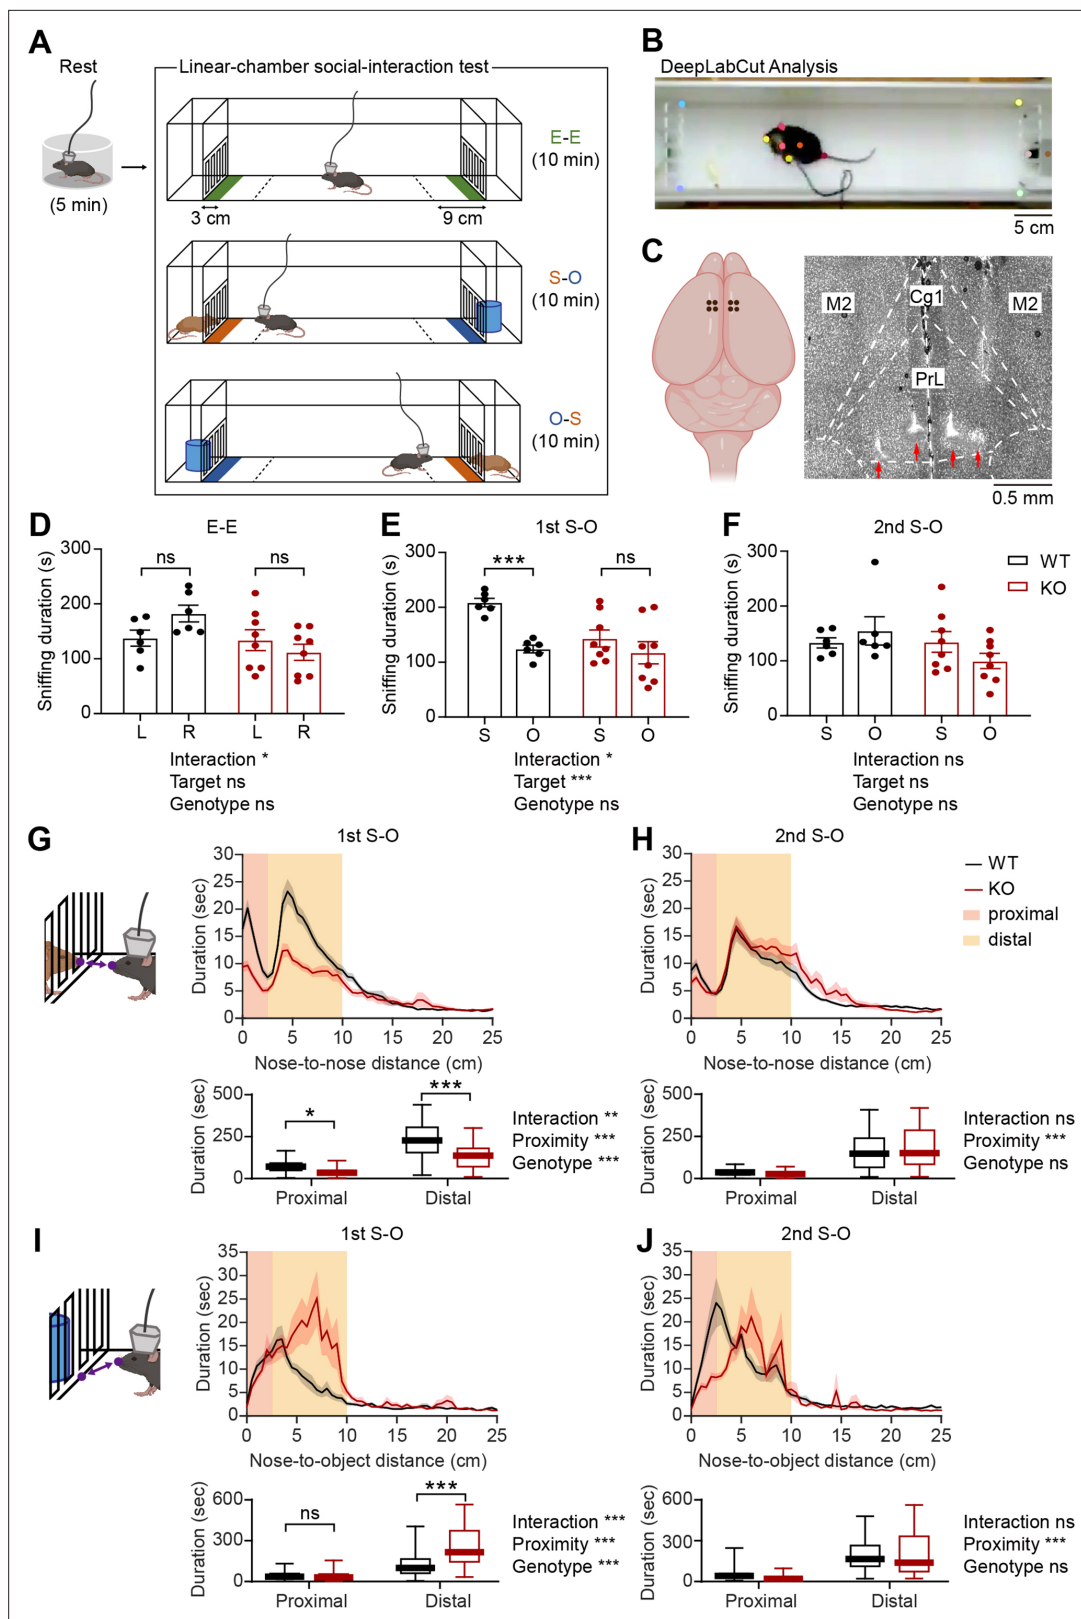 A
Rest
(5 min)
Linear-chamber social-interaction test
E-E
(10 min)
3 cm
9 cm
S-O
(10 min)
O-S
(10 min)
B
DeepLabCut Analysis
5 cm
C
M2
Cg1
M2
PrL
0.5 mm
D
E-E
Sniffing duration (s)
300
200
100
0
ns
ns
L R L R
Interaction *
Target ns
Genotype ns
E
1st S-O
Sniffing duration (s)
300
200
100
0
***
ns
S O S O
Interaction *
Target ***
Genotype ns
F
2nd S-O
Sniffing duration (s)
300
200
100
0
WT
KO
S O S O
Interaction ns
Target ns
Genotype ns
G
1st S-O
Duration (sec)
30
25
20
15
10
5
0
0 5 10 15 20 25
Nose-to-nose distance (cm)
Duration (sec)
500
250
0
*
***
Proximal Distal
Interaction **
Proximity ***
Genotype ***
H
2nd S-O
Duration (sec)
30
25
20
15
10
5
0
0 5 10 15 20 25
Nose-to-nose distance (cm)
WT
KO
proximal
distal
Duration (sec)
500
250
0
Proximal Distal
Interaction ns
Proximity ***
Genotype ns
I
1st S-O
Duration (sec)
35
30
25
20
15
10
5
0
0 5 10 15 20 25
Nose-to-object distance (cm)
Duration (sec)
600
300
0
ns
***
Proximal Distal
Interaction ***
Proximity ***
Genotype ***
J
2nd S-O
Duration (sec)
35
30
25
20
15
10
5
0
0 5 10 15 20 25
Nose-to-object distance (cm)
Duration (sec)
600
300
0
Proximal Distal
Interaction ns
Proximity ***
Genotype ns